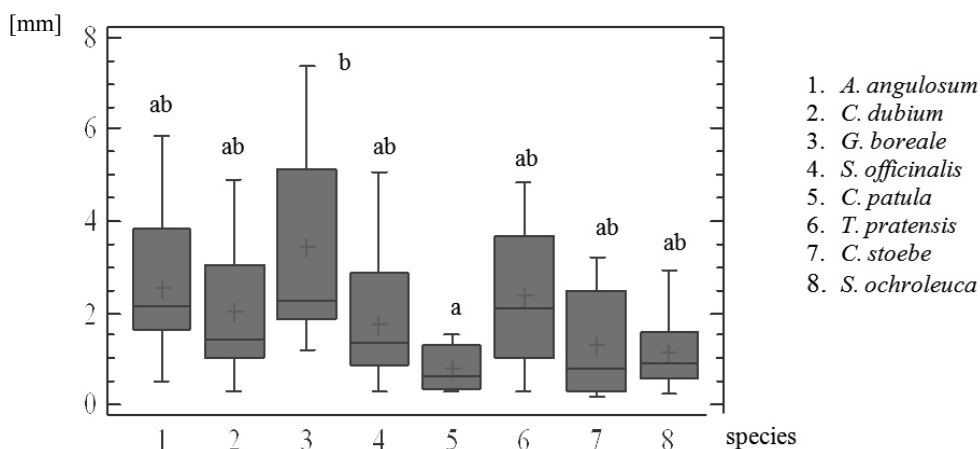 [mm]
8
b
ab
6
ab
ab
ab
4
ab
ab
2
a
0
1 2 3 4 5 6 7 8 species
1. A. angulosum
2. C. dubium
3. G. boreale
4. S. officinalis
5. C. patula
6. T. pratensis
7. C. stoebe
8. S. ochroleuca